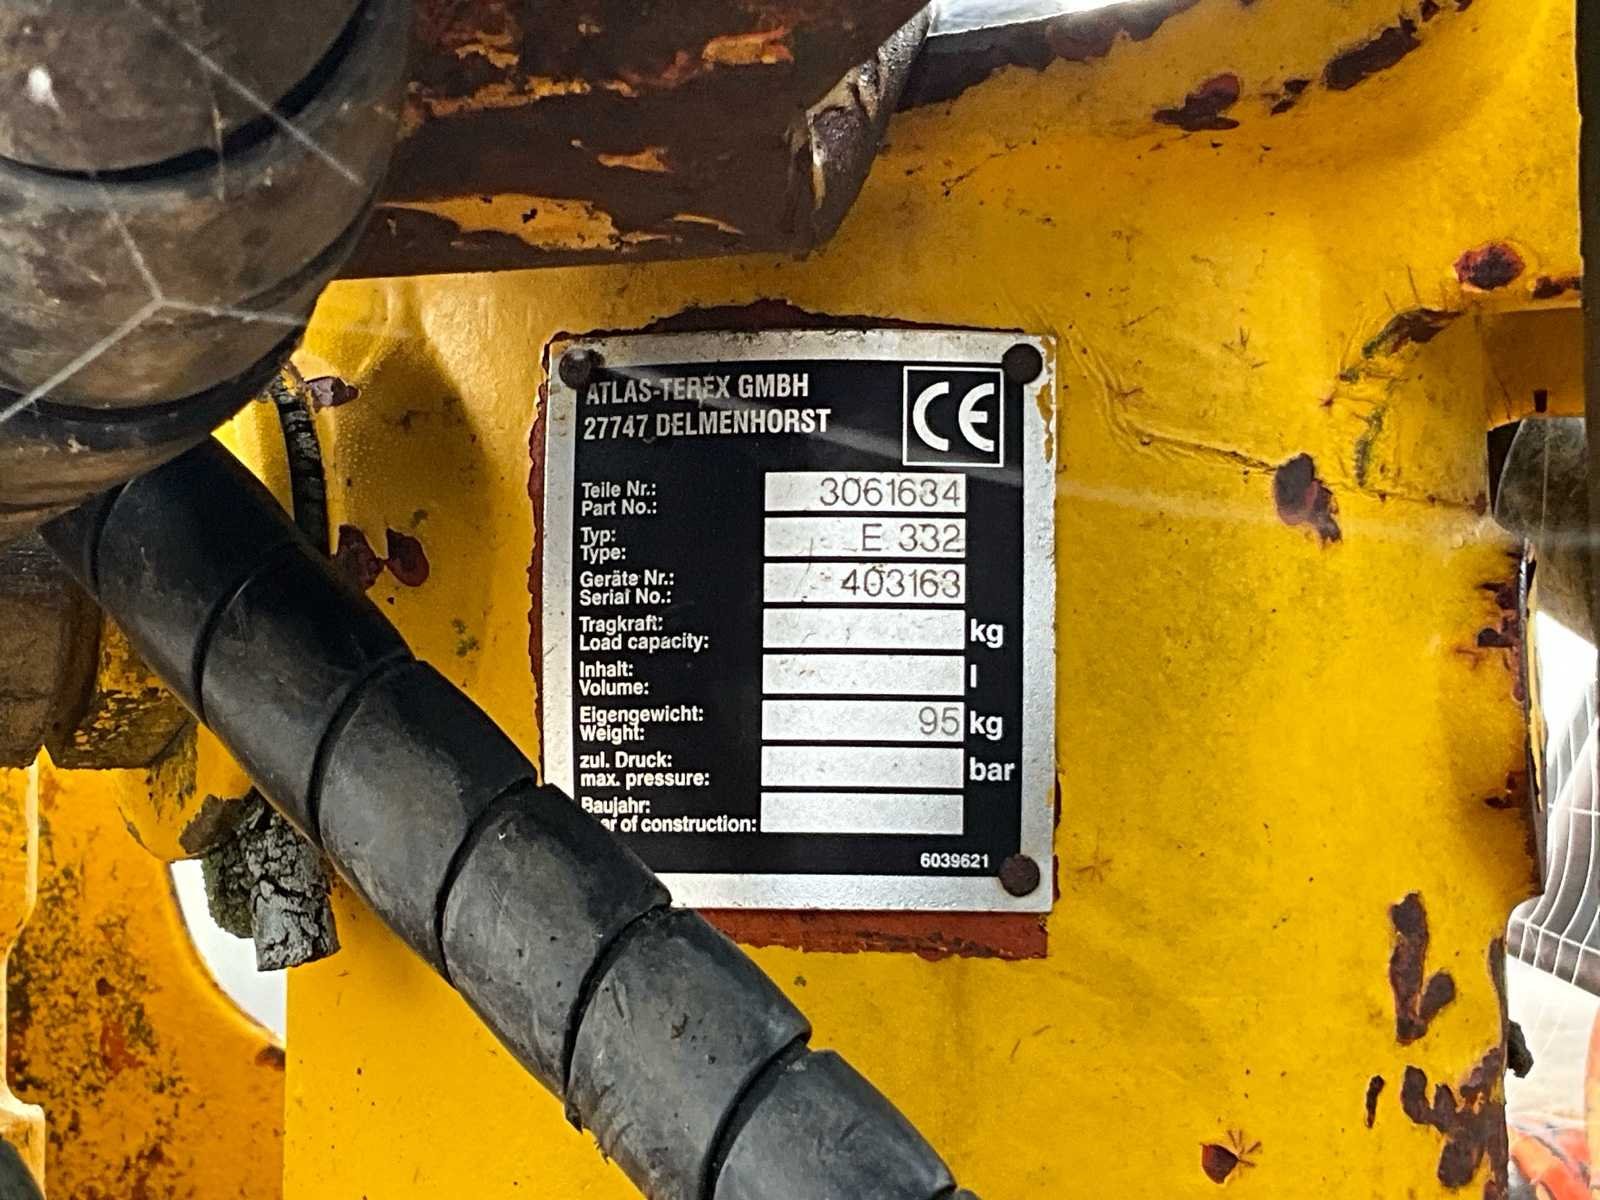 ATLAS-TEREX GMBH
27747 DELMENHORST
CE
Teile Nr.:
Part No.: 3061634
Typ:
Type: E 332
Geräte Nr.:
Serial No.: 403163
Tragkraft:
Load capacity: kg
Inhalt:
Volume: l
Eigengewicht:
Weight: 95 kg
zul. Druck:
max. pressure: bar
Baujahr:
of construction:
6039621